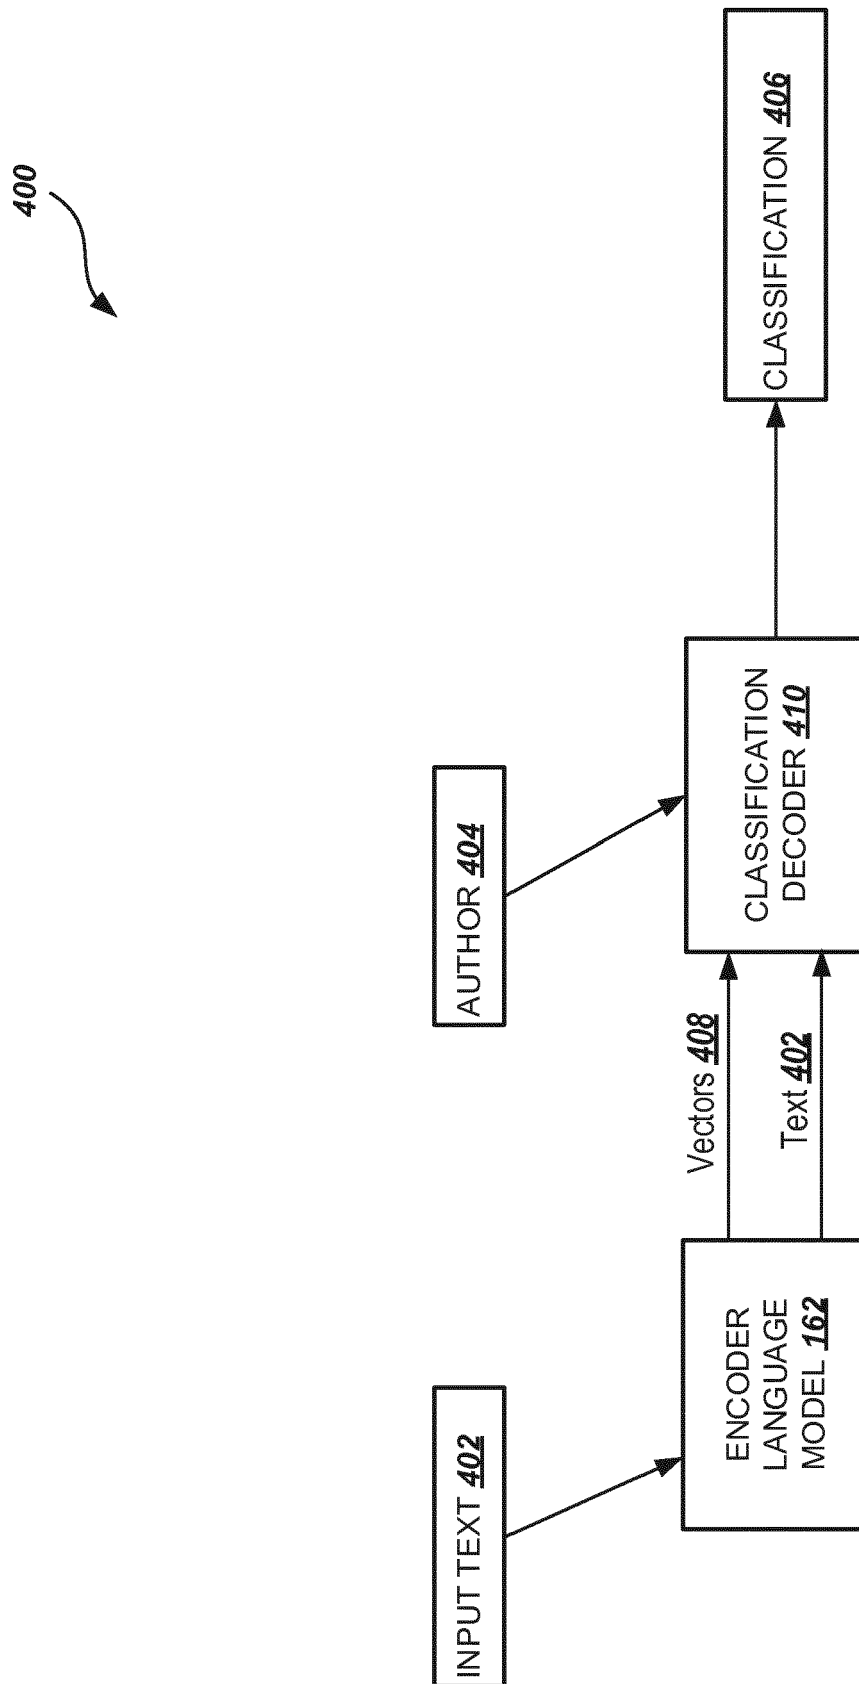 400
INPUT TEXT 402
AUTHOR 404
ENCODER
LANGUAGE
MODEL 162
Vectors 408
Text 402
CLASSIFICATION
DECODER 410
CLASSIFICATION 406